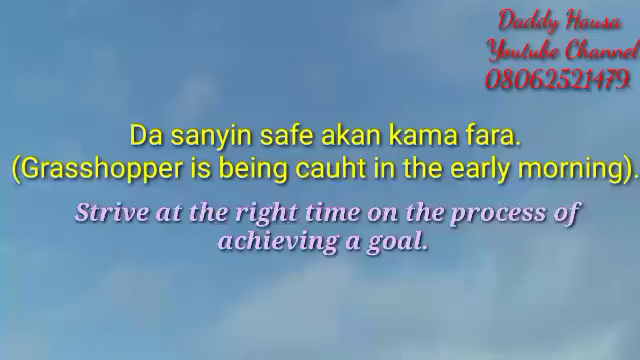 Daddy Hausa
Youtube Channel
08062521479.
Da sanyin safe akan kama fara.
(Grasshopper is being cauht in the early morning).
Strive at the right time on the process of
achieving a goal.